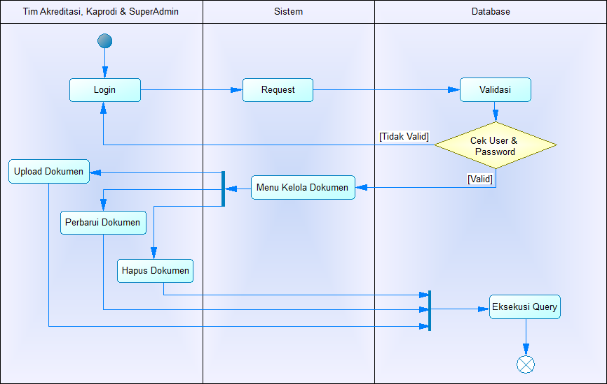 Tim Akreditasi, Kaprodi & SuperAdmin
Sistem
Database
Login
Request
Validasi
[Tidak Valid]
Cek User &
Password
[Valid]
Upload Dokumen
Menu Kelola Dokumen
Perbarui Dokumen
Hapus Dokumen
Eksekusi Query